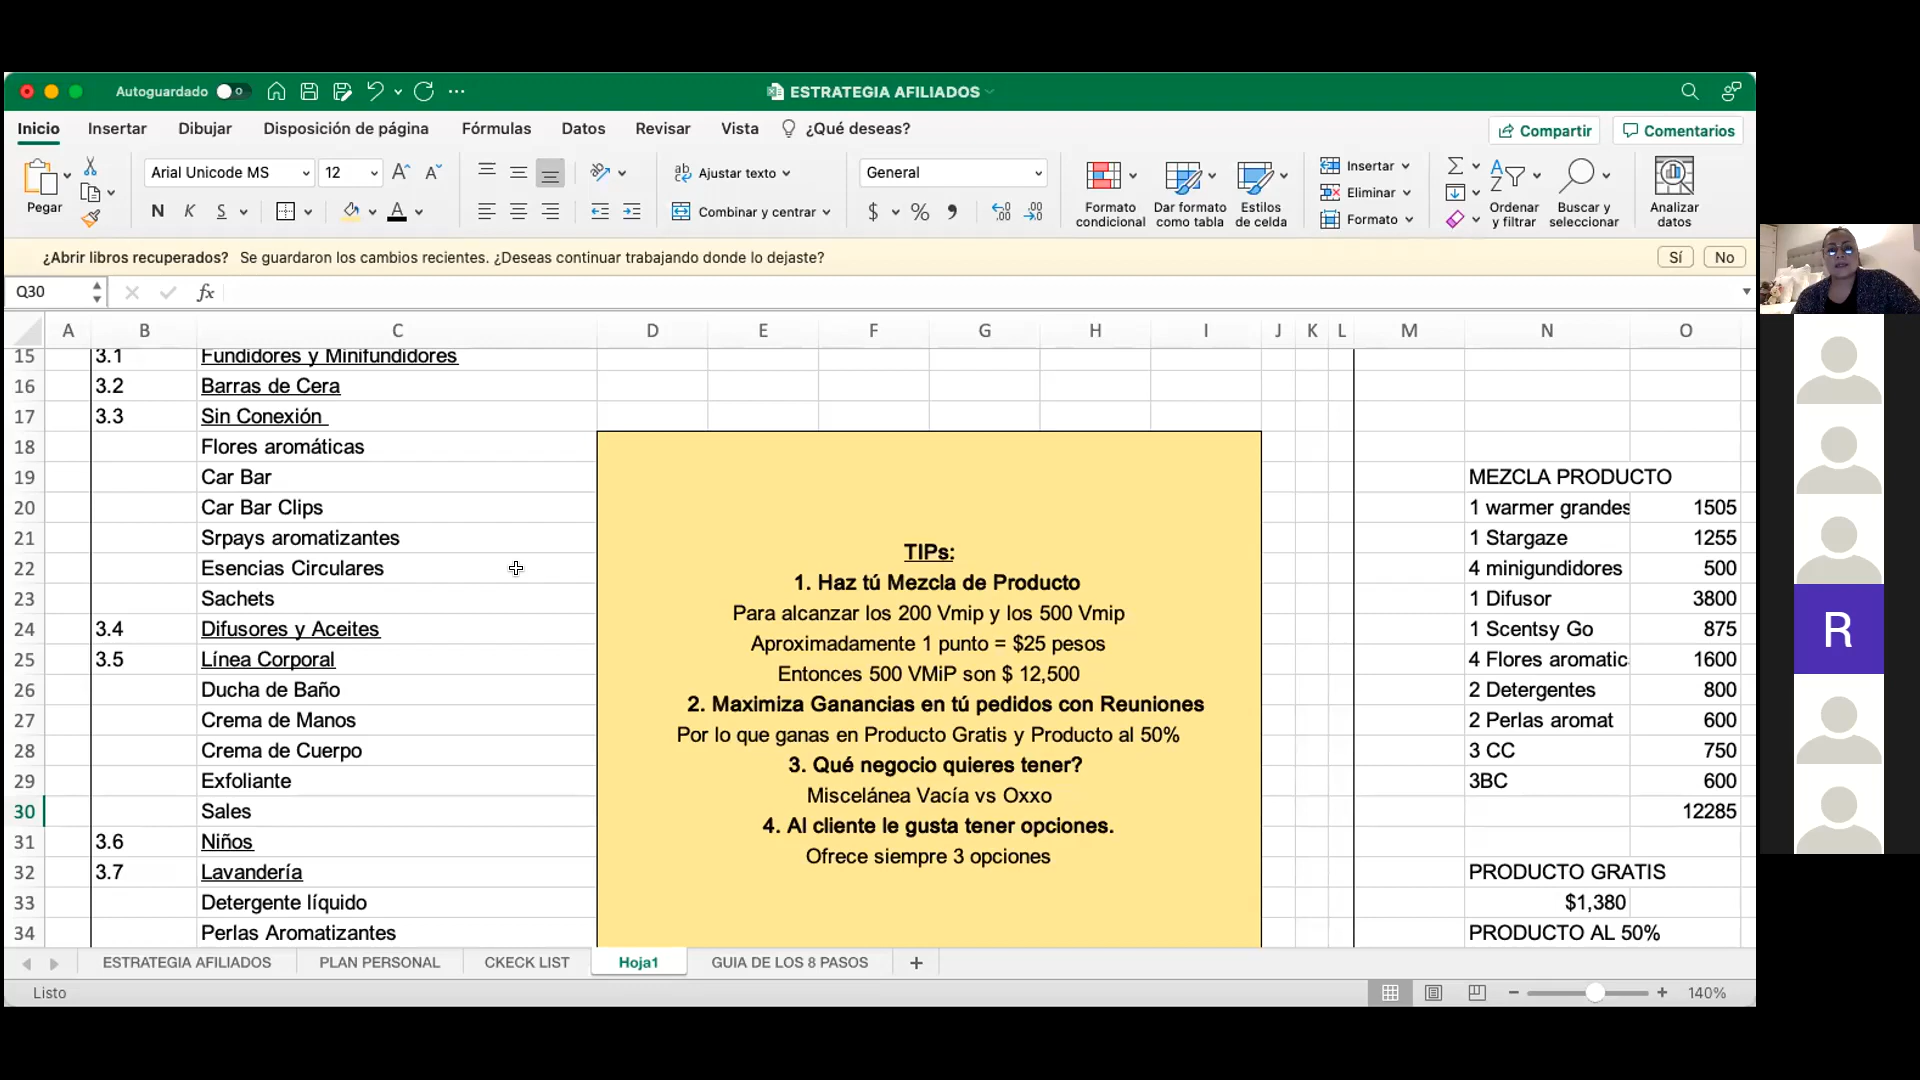 Autoguardado
ESTRATEGIA AFILIADOS
Inicio Insertar Dibujar Disposición de página Fórmulas Datos Revisar Vista ¿Qué deseas? Compartir Comentarios
Pegar
Arial Unicode MS 12
N K S
Ajustar texto
Combinar y centrar
General
$ % 
Formato condicional
Dar formato como tabla
Estilos de celda
Insertar
Eliminar
Formato
Ordenar y filtrar
Buscar y seleccionar
Analizar datos
¿Abrir libros recuperados? Se guardaron los cambios recientes. ¿Deseas continuar trabajando donde lo dejaste? Sí No
Q30 fx
A B C D E F G H I J K L M N O
15 3.1 Fundidores y Minifundidores
16 3.2 Barras de Cera
17 3.3 Sin Conexión
18 Flores aromáticas
19 Car Bar
20 Car Bar Clips
21 Srpays aromatizantes
22 Esencias Circulares
23 Sachets
24 3.4 Difusores y Aceites
25 3.5 Línea Corporal
26 Ducha de Baño
27 Crema de Manos
28 Crema de Cuerpo
29 Exfoliante
30 Sales
31 3.6 Niños
32 3.7 Lavandería
33 Detergente líquido
34 Perlas Aromatizantes
TIPs:
1. Haz tú Mezcla de Producto
Para alcanzar los 200 Vmip y los 500 Vmip
Aproximadamente 1 punto = $25 pesos
Entonces 500 VMiP son $ 12,500
2. Maximiza Ganancias en tú pedidos con Reuniones
Por lo que ganas en Producto Gratis y Producto al 50%
3. Qué negocio quieres tener?
Miscelánea Vacía vs Oxxo
4. Al cliente le gusta tener opciones.
Ofrece siempre 3 opciones
MEZCLA PRODUCTO
1 warmer grandes 1505
1 Stargaze 1255
4 minigundidores 500
1 Difusor 3800
1 Scentsy Go 875
4 Flores aromatic 1600
2 Detergentes 800
2 Perlas aromat 600
3 CC 750
3BC 600
12285
PRODUCTO GRATIS
$1,380
PRODUCTO AL 50%
R
ESTRATEGIA AFILIADOS PLAN PERSONAL CKECK LIST Hoja1 GUIA DE LOS 8 PASOS +
Listo 140%